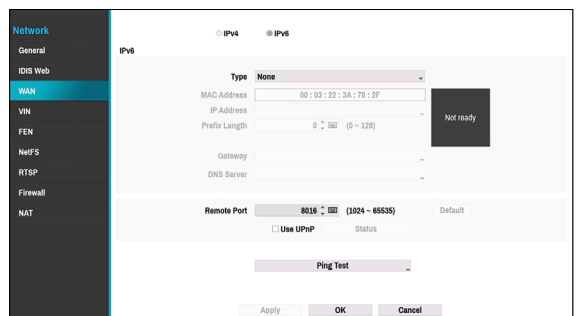 Network
IPv4 IPv6
General
IPv6
IDIS Web
WAN
VIN
FEN
NetFS
RTSP
Firewall
NAT
Type None
MAC Address 00 : 03 : 22 : 3A : 78 : 2F
IP Address
Prefix Length 0 (0 ~ 128)
Not ready
Gateway
DNS Server
Remote Port 8016 (1024 ~ 65535) Default
Use UPnP Status
Ping Test
Apply OK Cancel